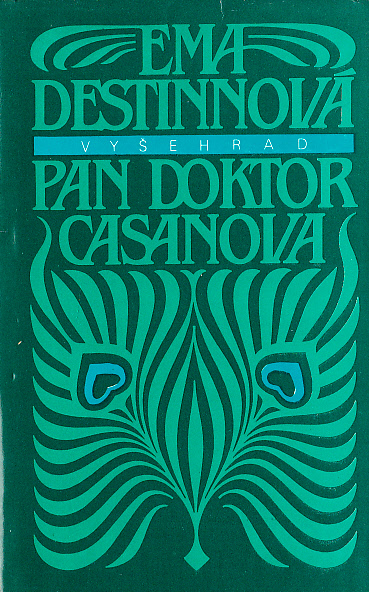 EMA
DESTINNOVÁ
VYŠEHRAD
PAN DOKTOR
CASANOVA